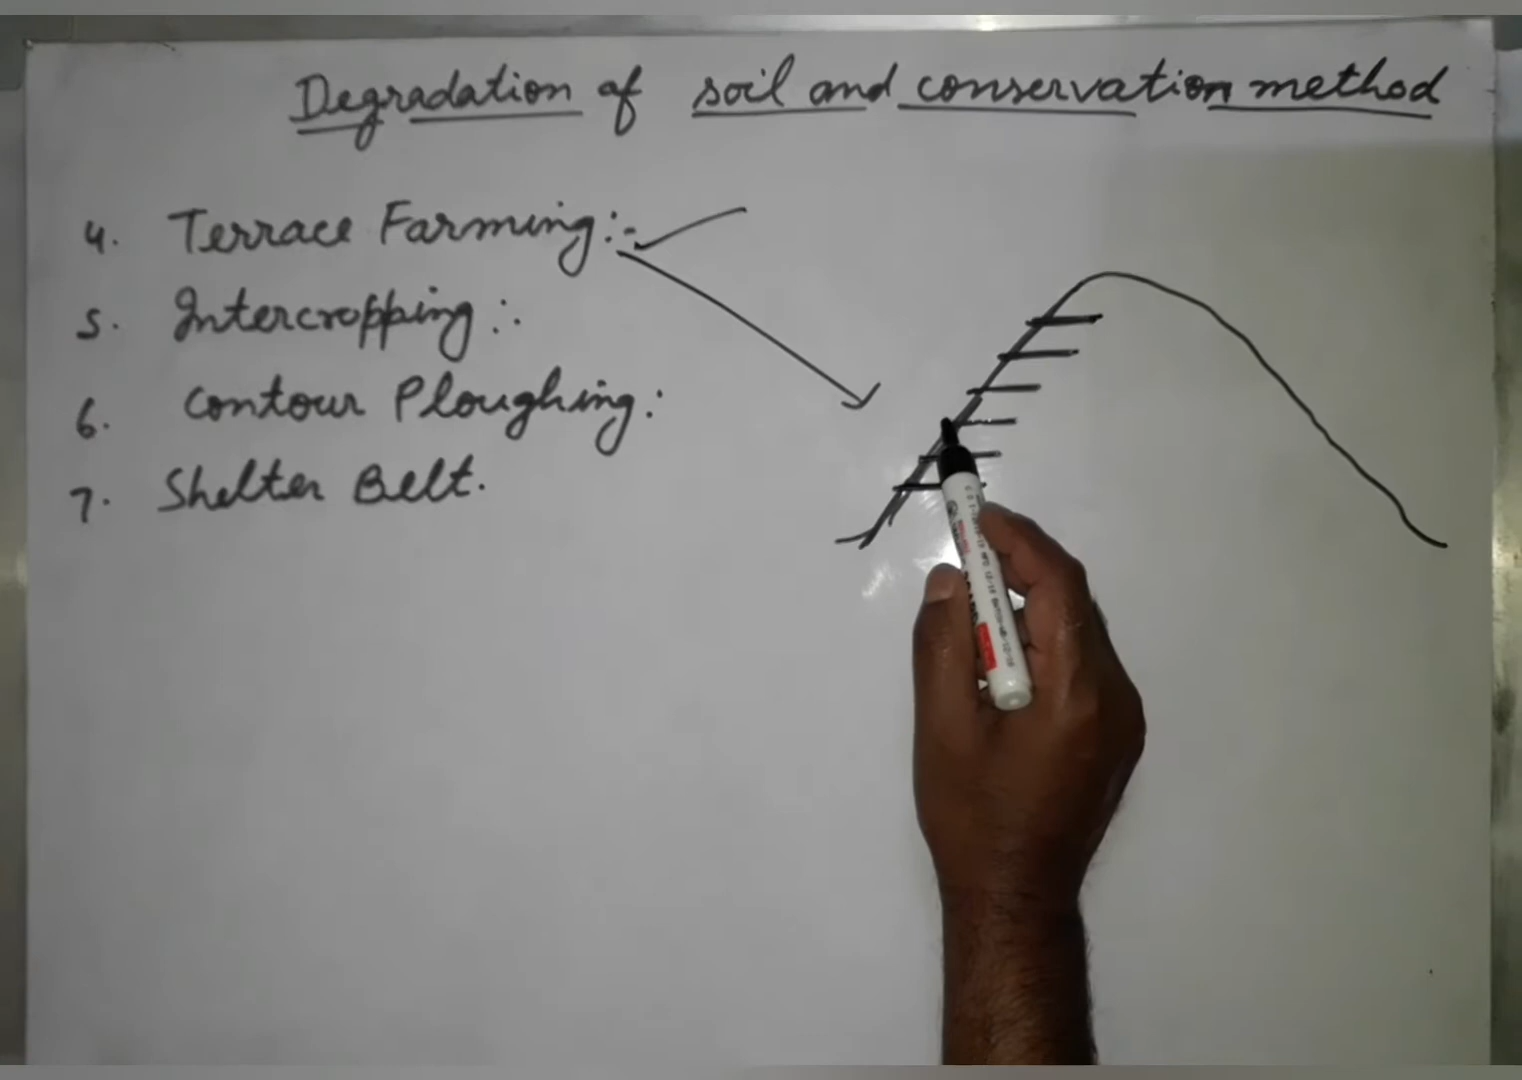 Degradation of soil and conservation method
4. Terrace Farming:-
5. Intercropping :.
6. Contour Ploughing:
7. Shelter Belt.